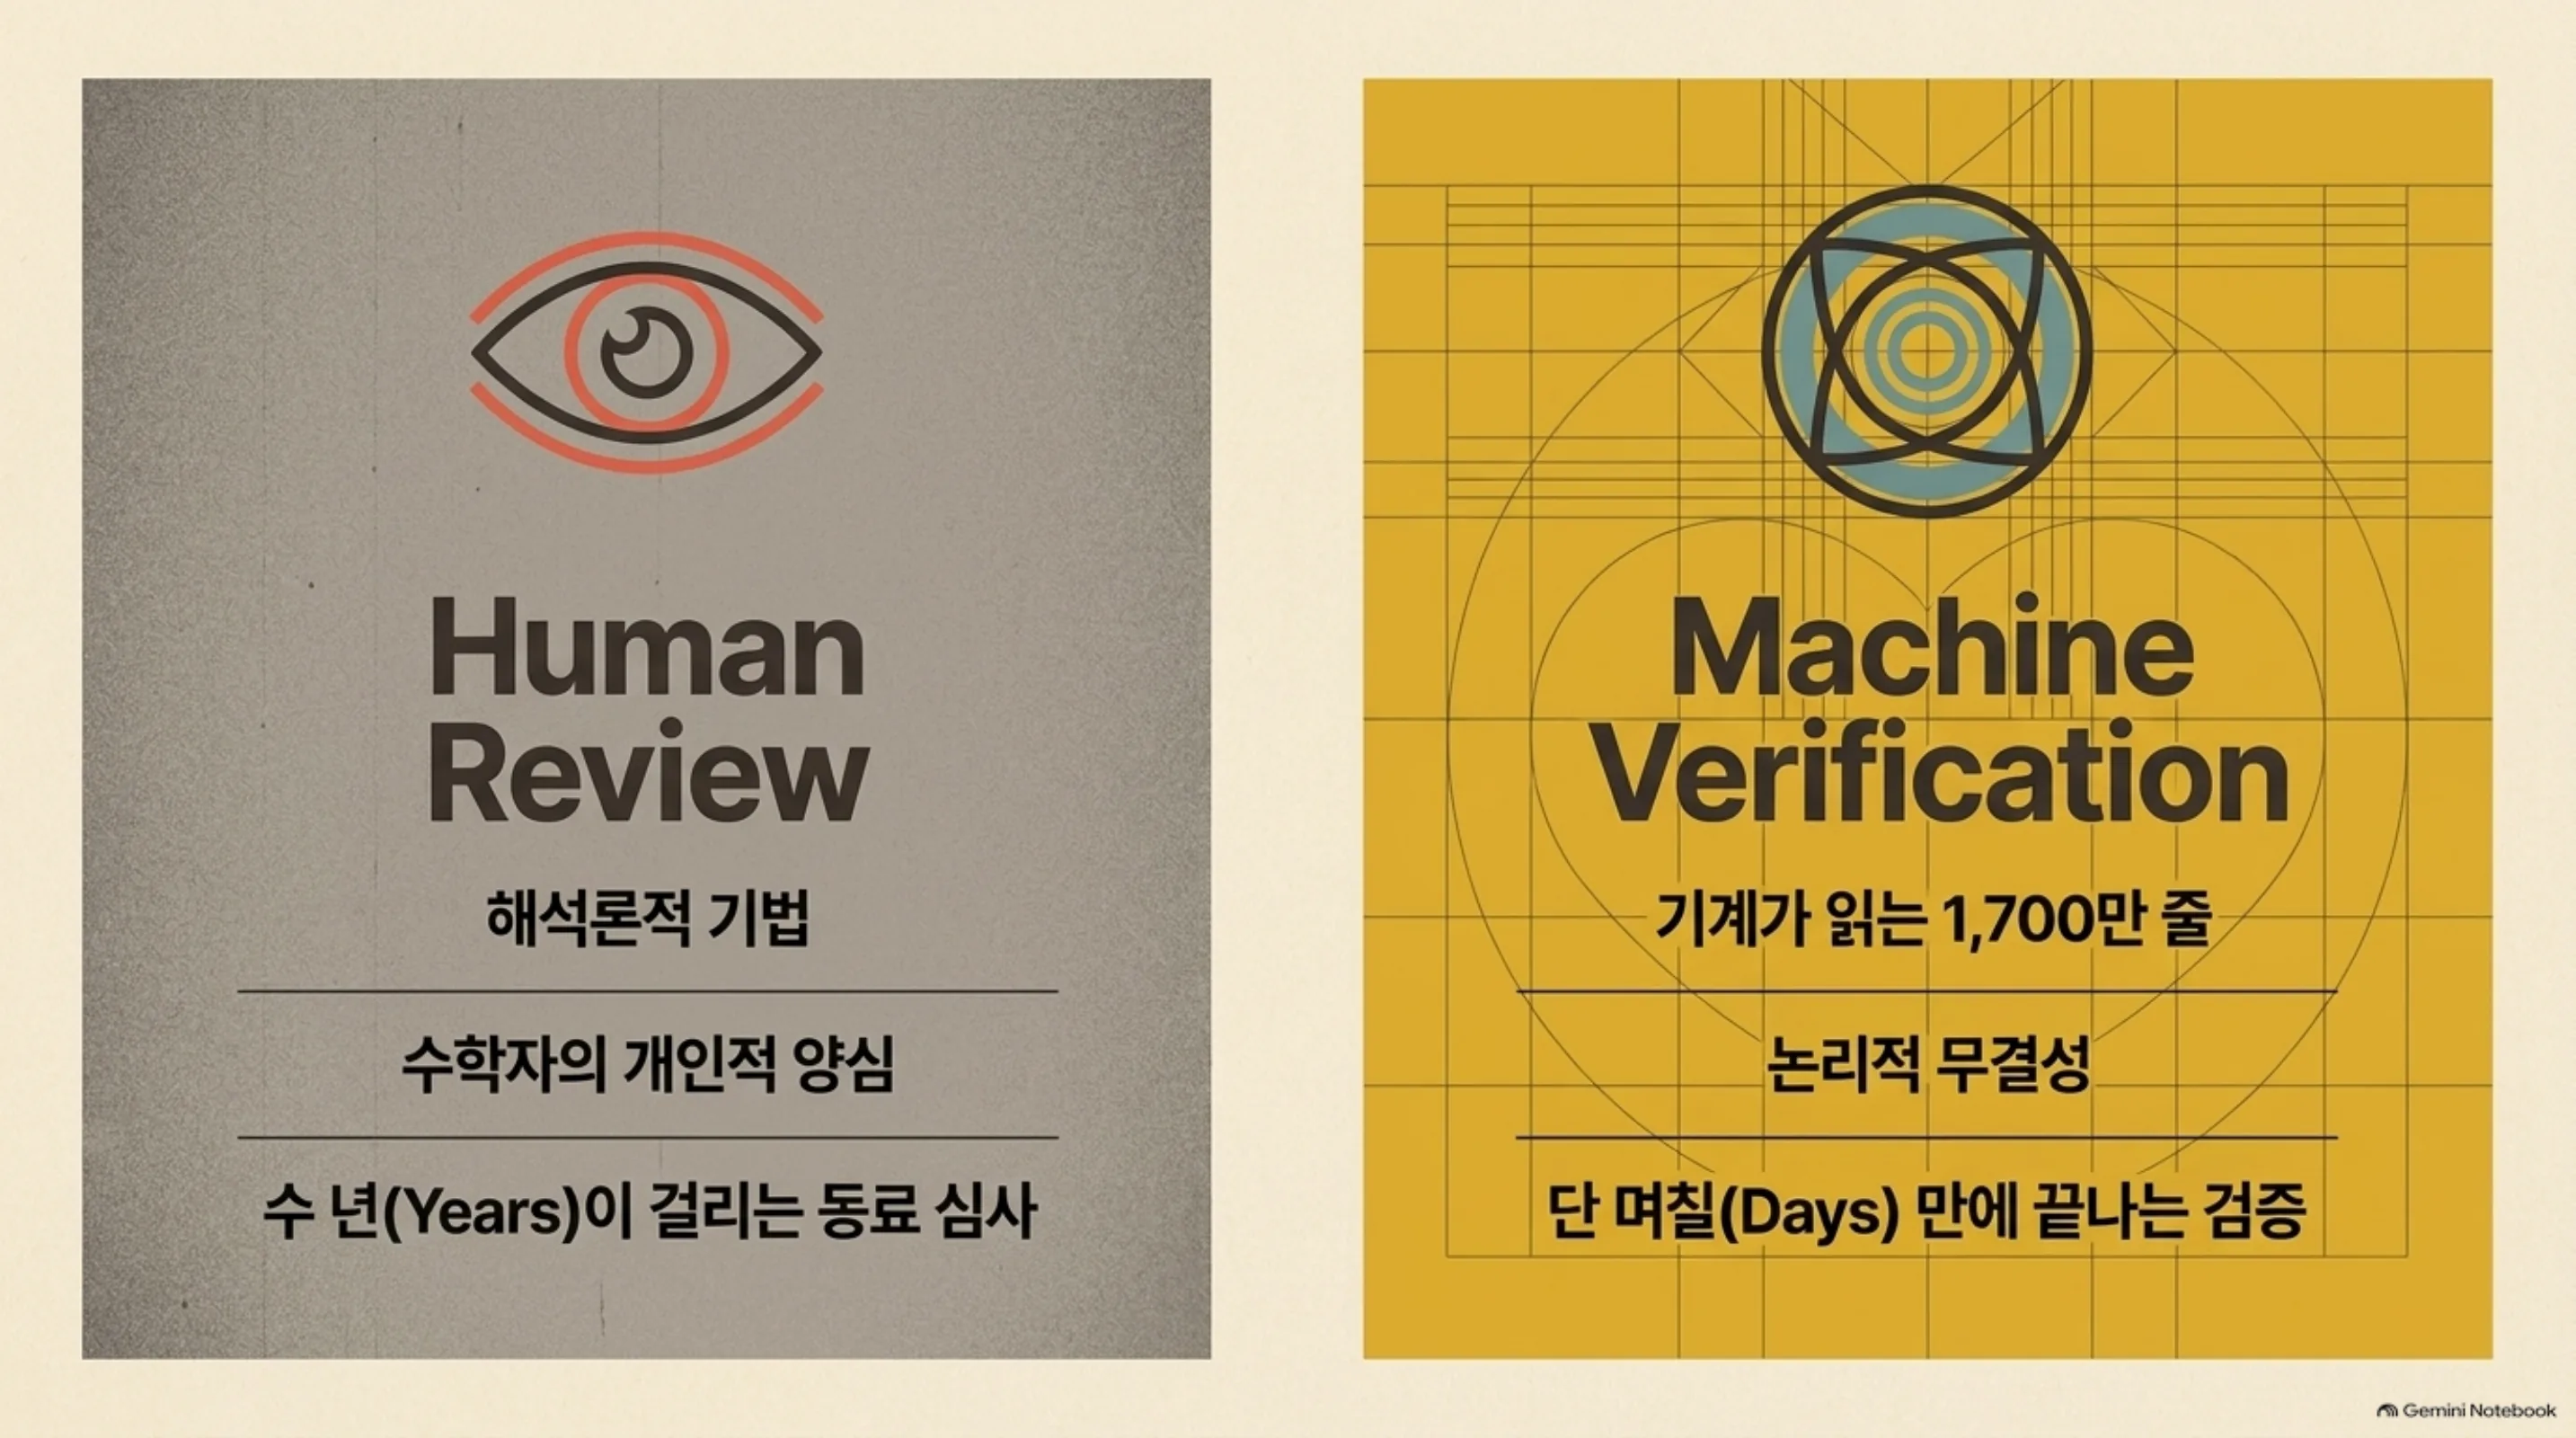 Human
Review
해석론적 기법
수학자의 개인적 양심
수 년(Years)이 걸리는 동료 심사
Machine
Verification
기계가 읽는 1,700만 줄
논리적 무결성
단 며칠(Days) 만에 끝나는 검증
Gemini Notebook